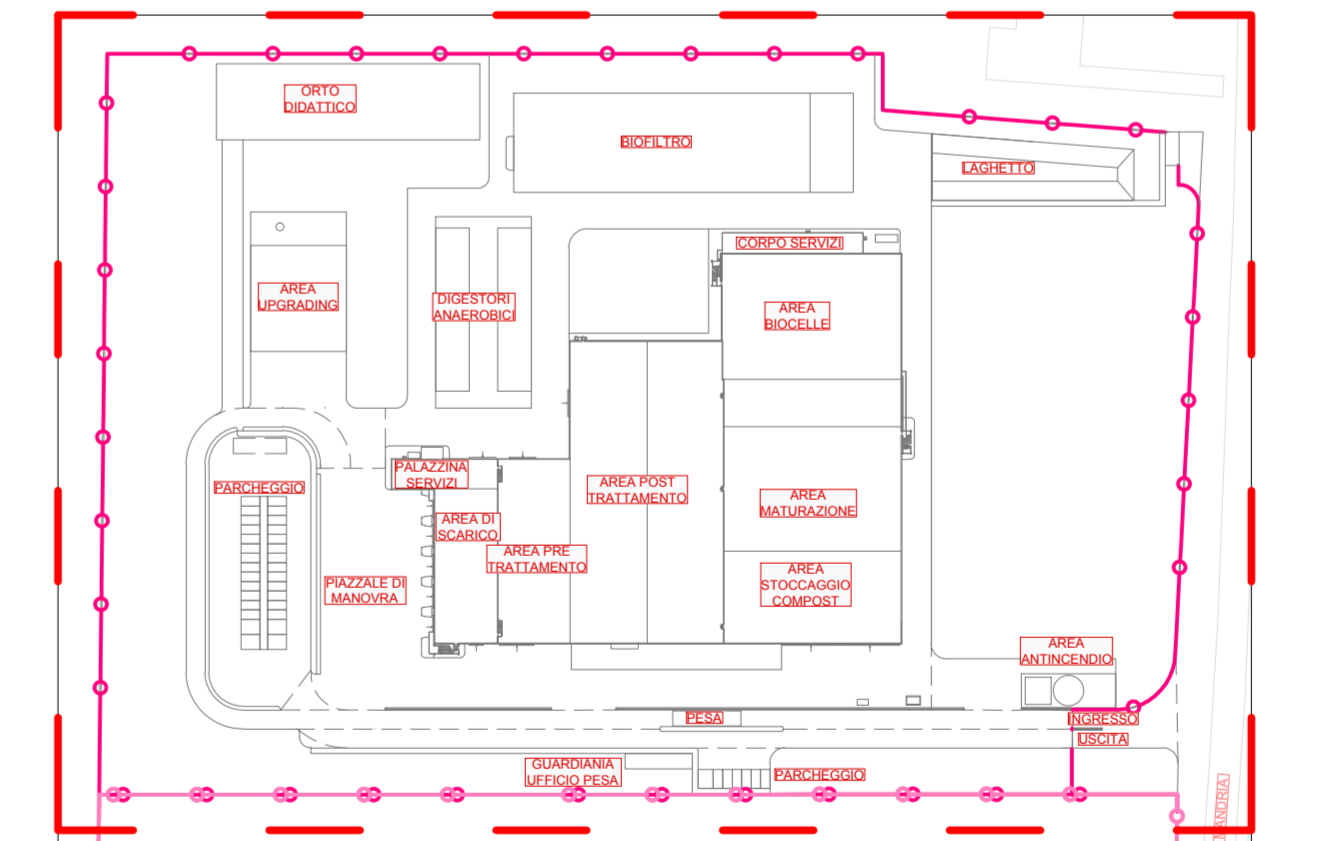 ORTO
DIDATTICO
BIOFILTRO
LAGHETTO
CORPO SERVIZI
AREA
UPGRADING
DIGESTORI
ANAEROBICI
AREA
BIOCELLE
PALAZZINA
SERVIZI
PARCHEGGIO
AREA POST
TRATTAMENTO
AREA
MATURAZIONE
AREA DI
SCARICO
AREA PRE
TRATTAMENTO
PIAZZALE DI
MANOVRA
AREA
STOCCAGGIO
COMPOST
AREA
ANTINCENDIO
PESA
INGRESSO
USCITA
GUARDIANIA
UFFICIO PESA
PARCHEGGIO
MANDRIA